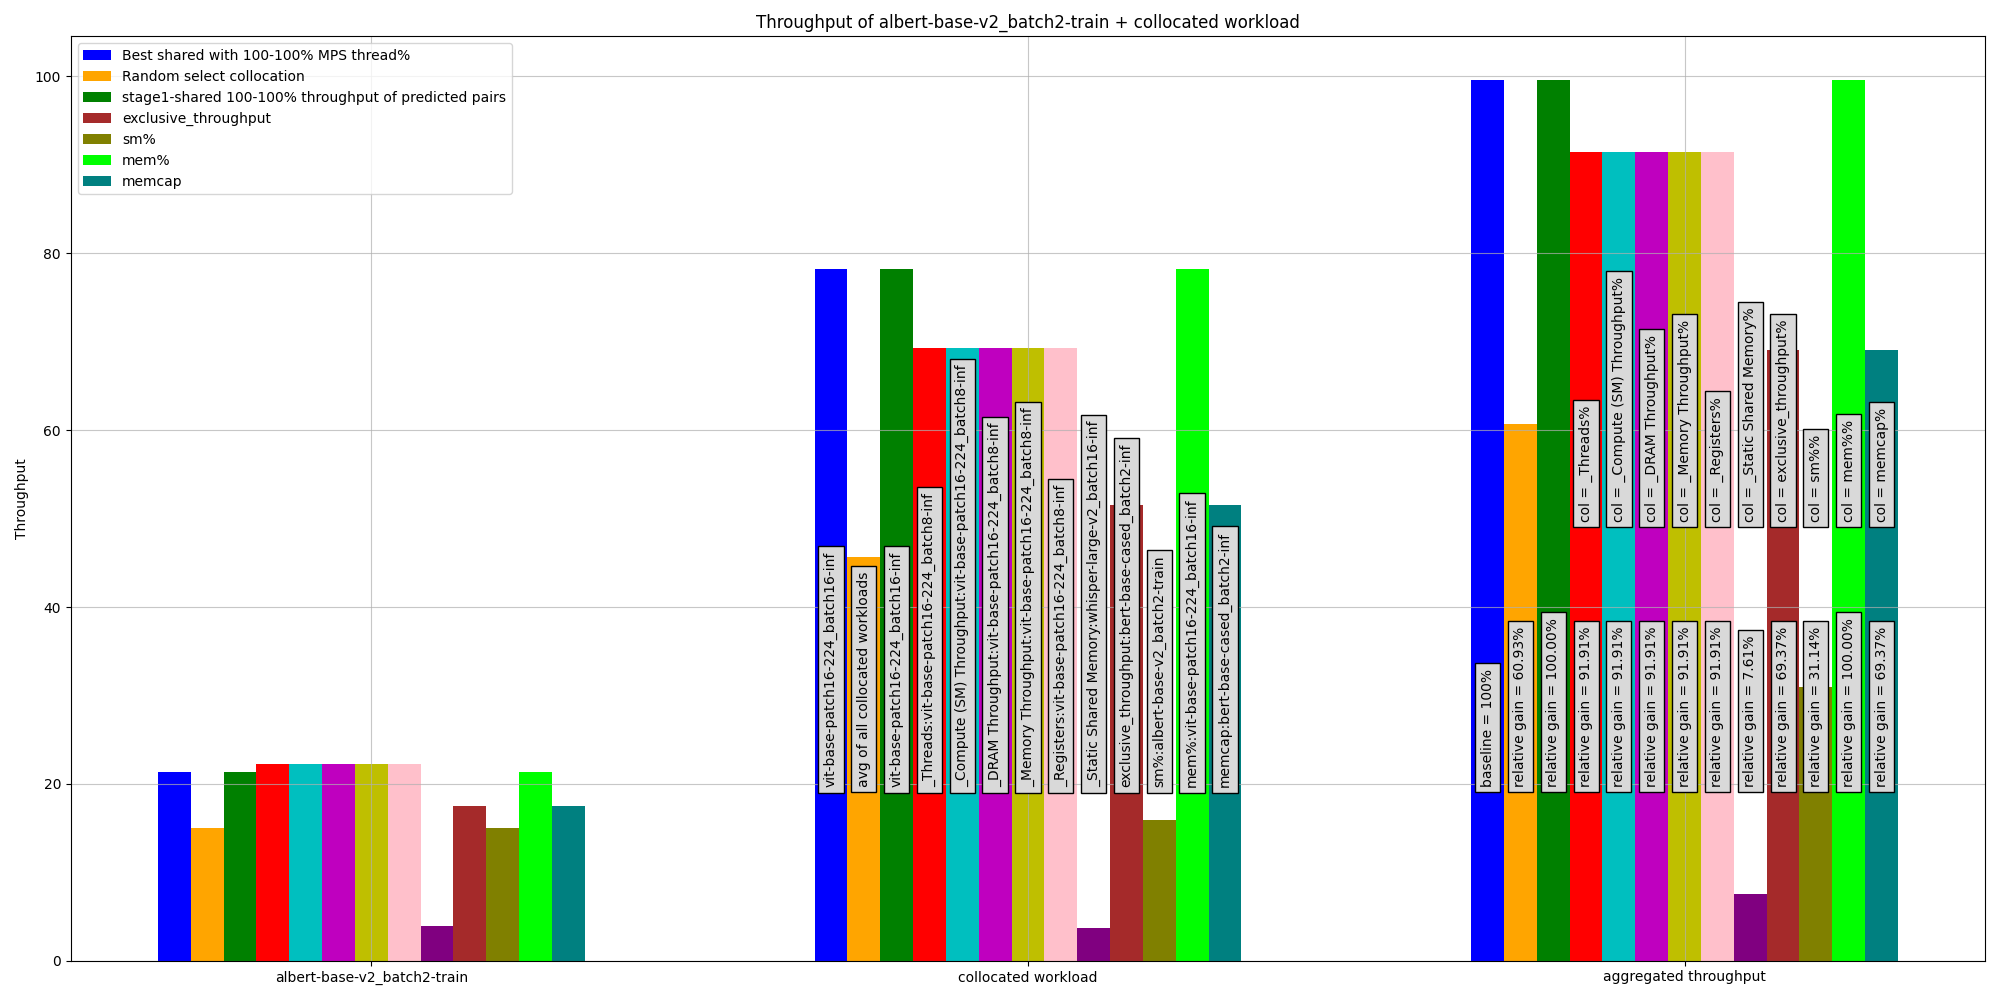 Throughput of albert-base-v2_batch2-train + collocated workload
Best shared with 100-100% MPS thread%
Random select collocation
stage1-shared 100-100% throughput of predicted pairs
exclusive_throughput
sm%
mem%
memcap
Throughput
100
80
60
40
20
0
vit-base-patch16-224_batch16-inf
avg of all collocated workloads
vit-base-patch16-224_batch16-inf
_Threads:vit-base-patch16-224_batch8-inf
_Compute (SM) Throughput:vit-base-patch16-224_batch8-inf
_DRAM Throughput:vit-base-patch16-224_batch8-inf
_Memory Throughput:vit-base-patch16-224_batch8-inf
_Registers:vit-base-patch16-224_batch8-inf
_Static Shared Memory:whisper-large-v2_batch16-inf
exclusive_throughput:bert-base-cased_batch2-inf
sm%:albert-base-v2_batch2-train
mem%:vit-base-patch16-224_batch16-inf
memcap:bert-base-cased_batch2-inf
col = _Threads%
col = _Compute (SM) Throughput%
col = _DRAM Throughput%
col = _Memory Throughput%
col = _Registers%
col = _Static Shared Memory%
col = exclusive_throughput%
col = sm%%
col = mem%%
col = memcap%
baseline = 100%
relative gain = 60.93%
relative gain = 100.00%
relative gain = 91.91%
relative gain = 91.91%
relative gain = 91.91%
relative gain = 91.91%
relative gain = 91.91%
relative gain = 7.61%
relative gain = 69.37%
relative gain = 31.14%
relative gain = 100.00%
relative gain = 69.37%
albert-base-v2_batch2-train
collocated workload
aggregated throughput